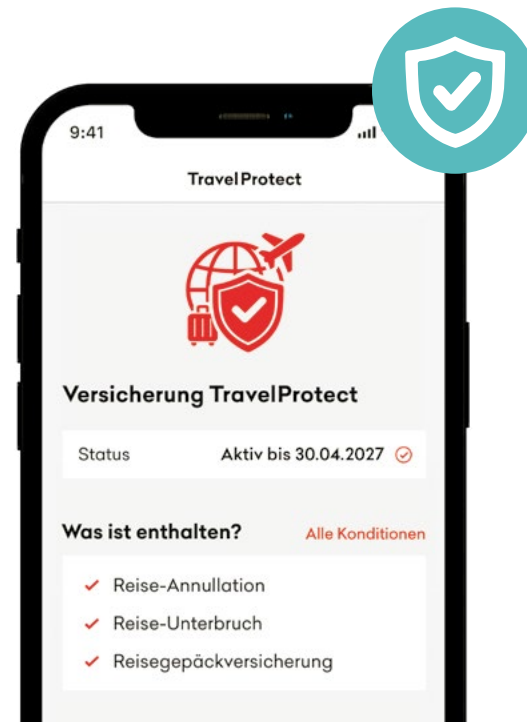 9:41
TravelProtect
Versicherung TravelProtect
Status Aktiv bis 30.04.2027
Was ist enthalten? Alle Konditionen
Reise-Annullation
Reise-Unterbruch
Reisegepäckversicherung